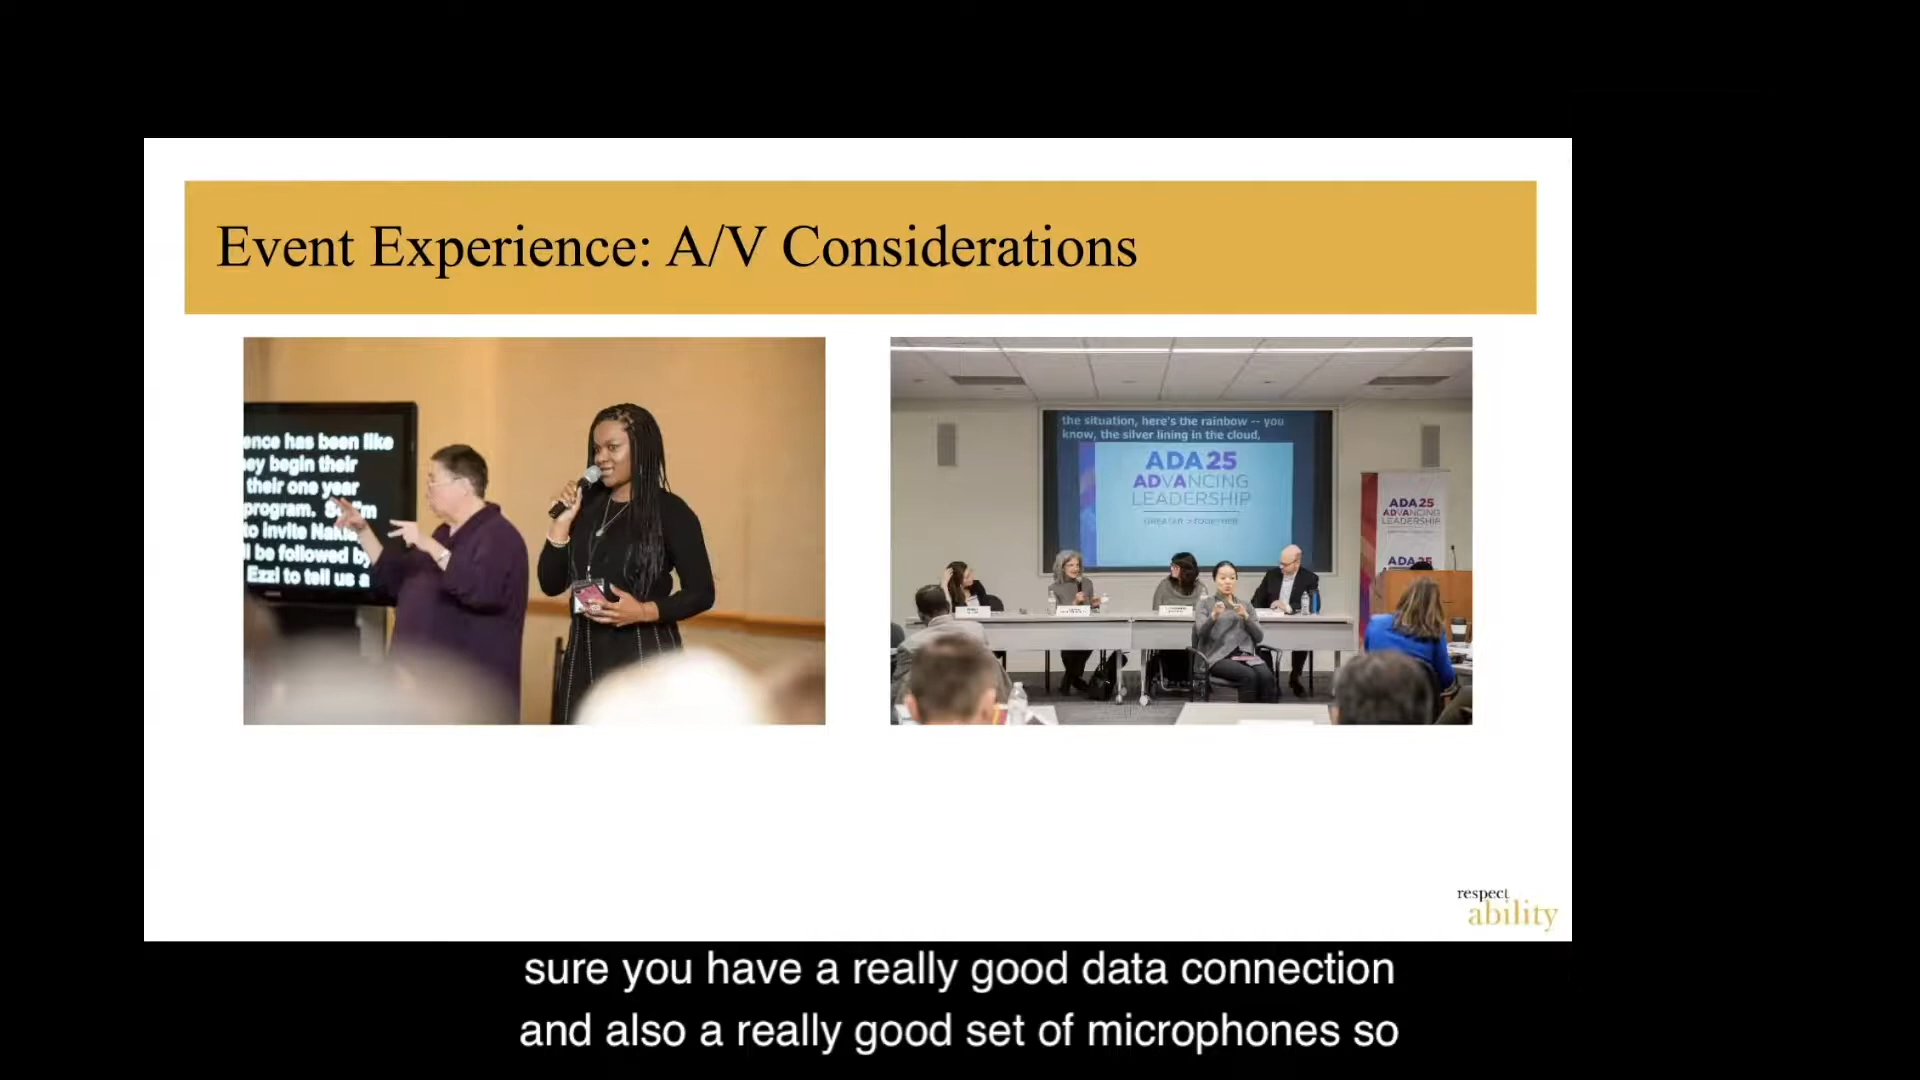 Event Experience: A/V Considerations
ence has been like
ey begin their
their one year
program. So I'm
to invite
l be followed by
Ezzi to tell us a
the situation, here's the rainbow -- you
know, the silver lining in the cloud,
ADA25
ADVANCING
LEADERSHIP
ADA25
ADVANCING
LEADERSHIP
ADA25
respect
ability
sure you have a really good data connection
and also a really good set of microphones so